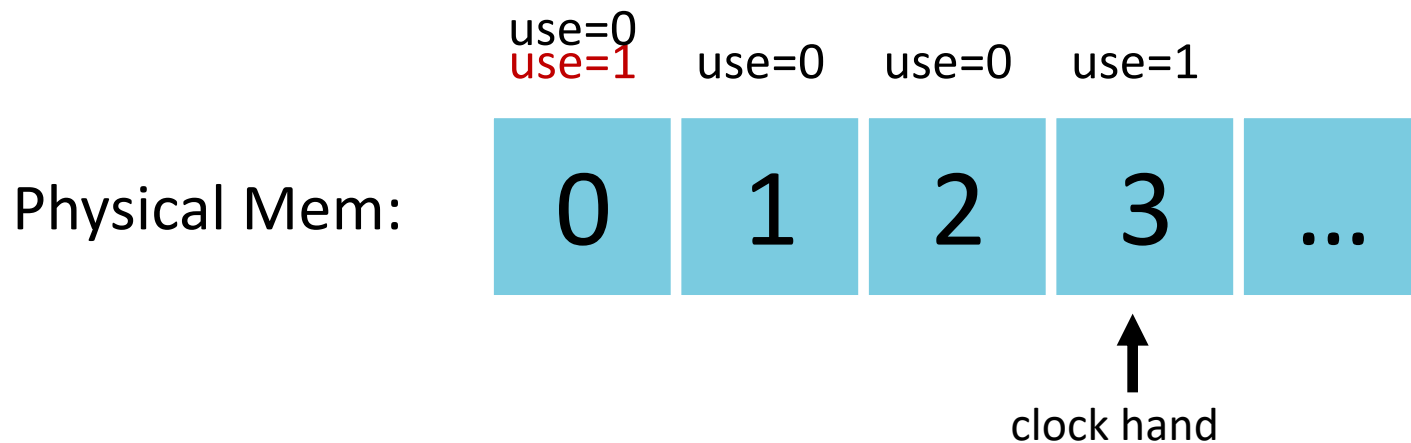 use=0
use=1 use=0 use=0 use=1
Physical Mem: 0 1 2 3 ...
clock hand